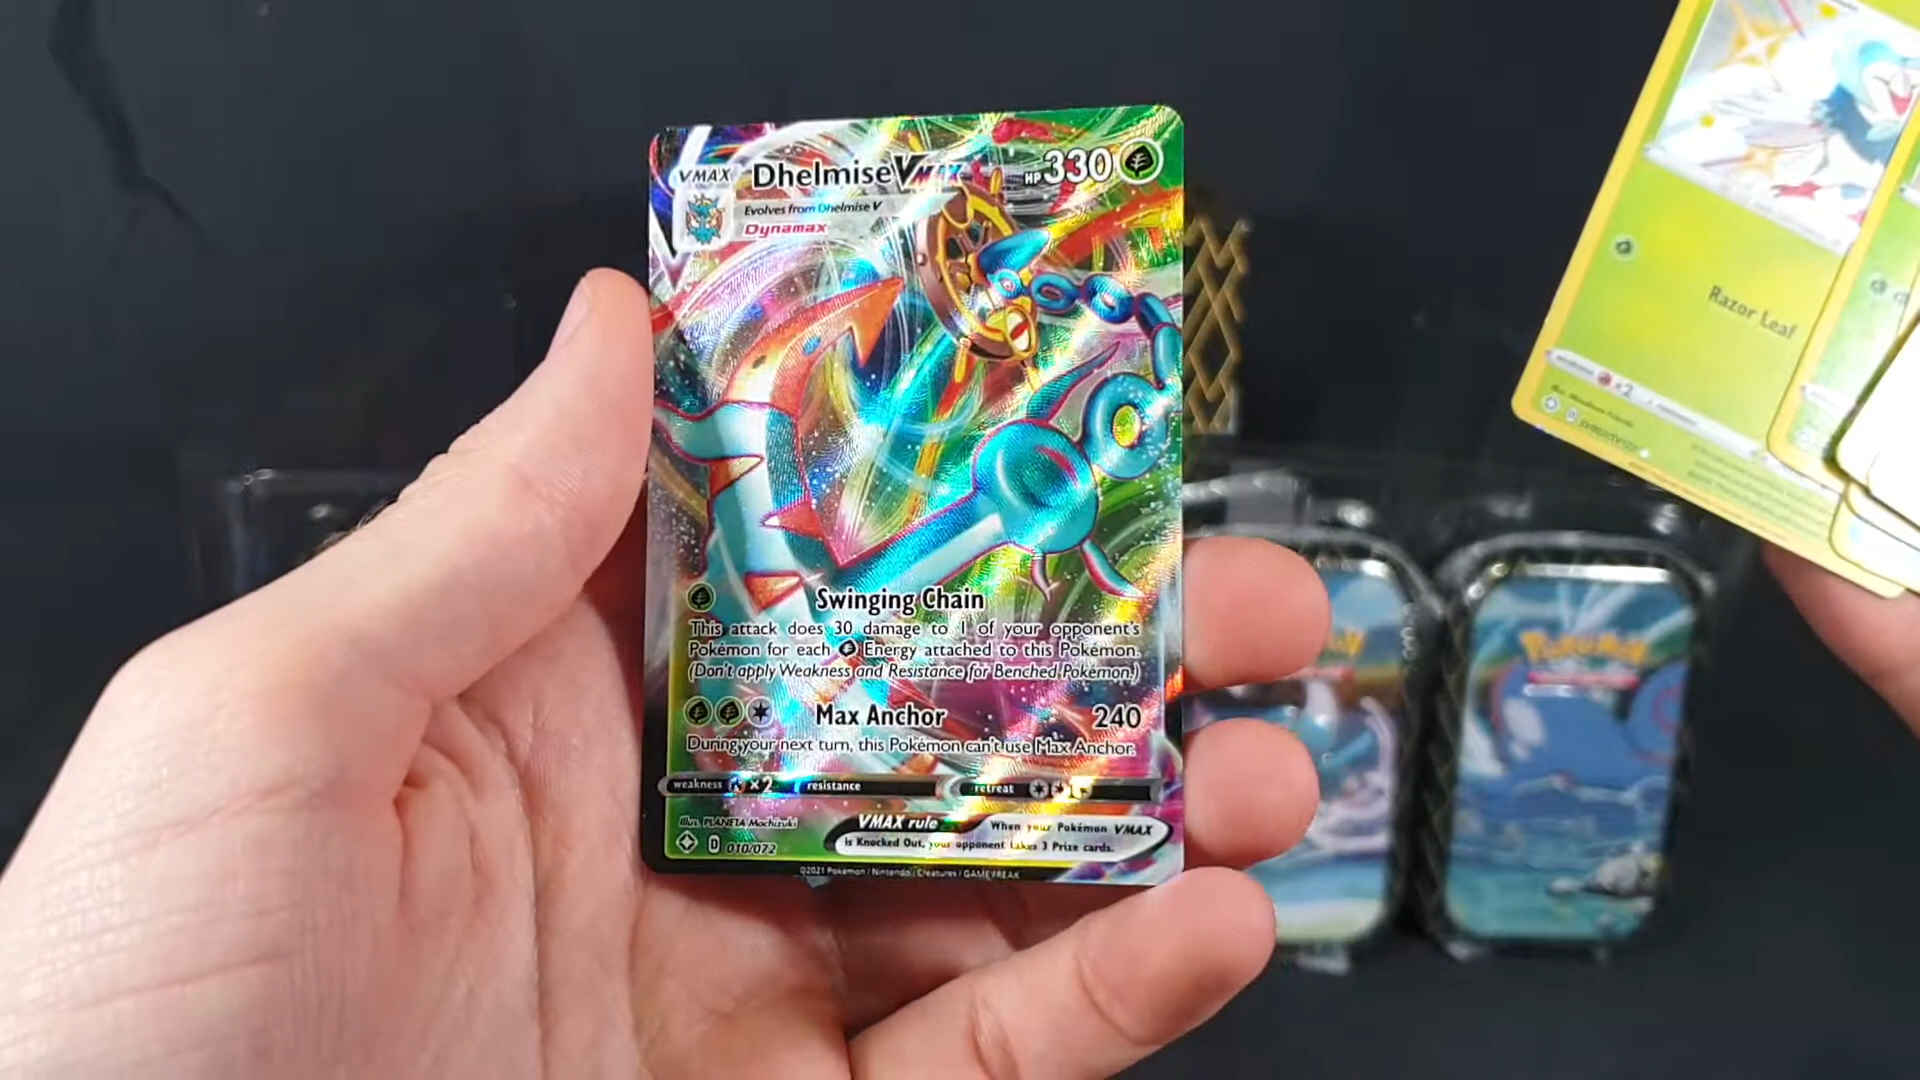 VMAX Dhelmise VMAX HP 330
Evolves from Dhelmise V
Dynamax
Swinging Chain
This attack does 30 damage to 1 of your opponent's
Pokémon for each Energy attached to this Pokémon.
(Don't apply Weakness and Resistance for Benched Pokémon.)
Max Anchor 240
During your next turn, this Pokémon can't use Max Anchor.
weakness ×2 resistance retreat
Illus. PLANETA Mochizuki
VMAX rule When your Pokémon VMAX
is Knocked Out, your opponent takes 3 Prize cards.
D 010/072
©2021 Pokémon / Nintendo / Creatures / GAME FREAK
Razor Leaf
weakness ×2
Pokémon